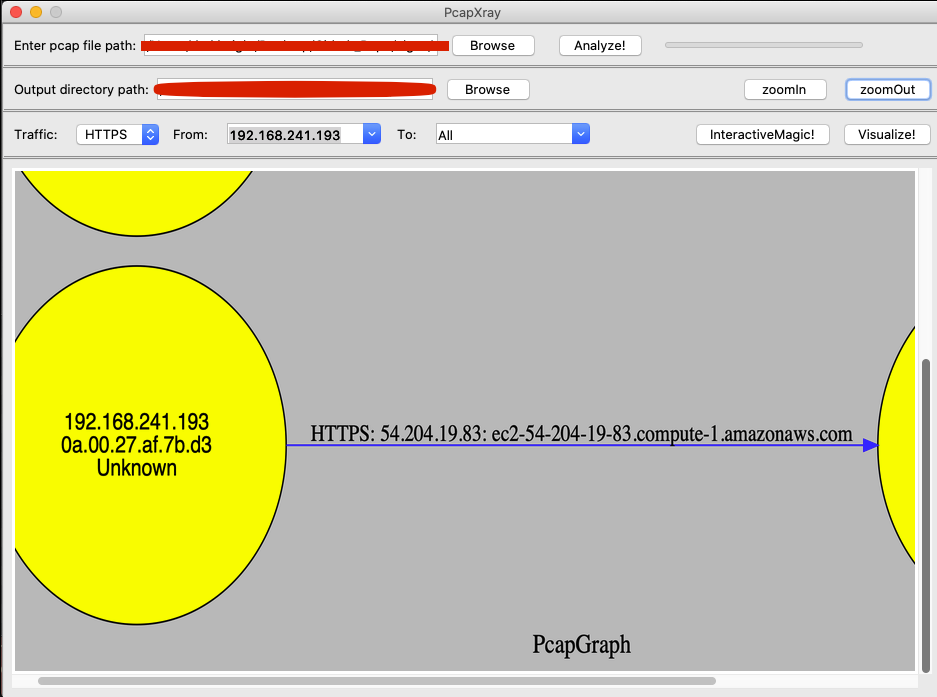 PcapXray
Enter pcap file path: Browse Analyze!
Output directory path: Browse zoomIn zoomOut
Traffic: HTTPS From: 192.168.241.193 To: All InteractiveMagic! Visualize!
192.168.241.193
0a.00.27.af.7b.d3
Unknown
HTTPS: 54.204.19.83: ec2-54-204-19-83.compute-1.amazonaws.com
PcapGraph